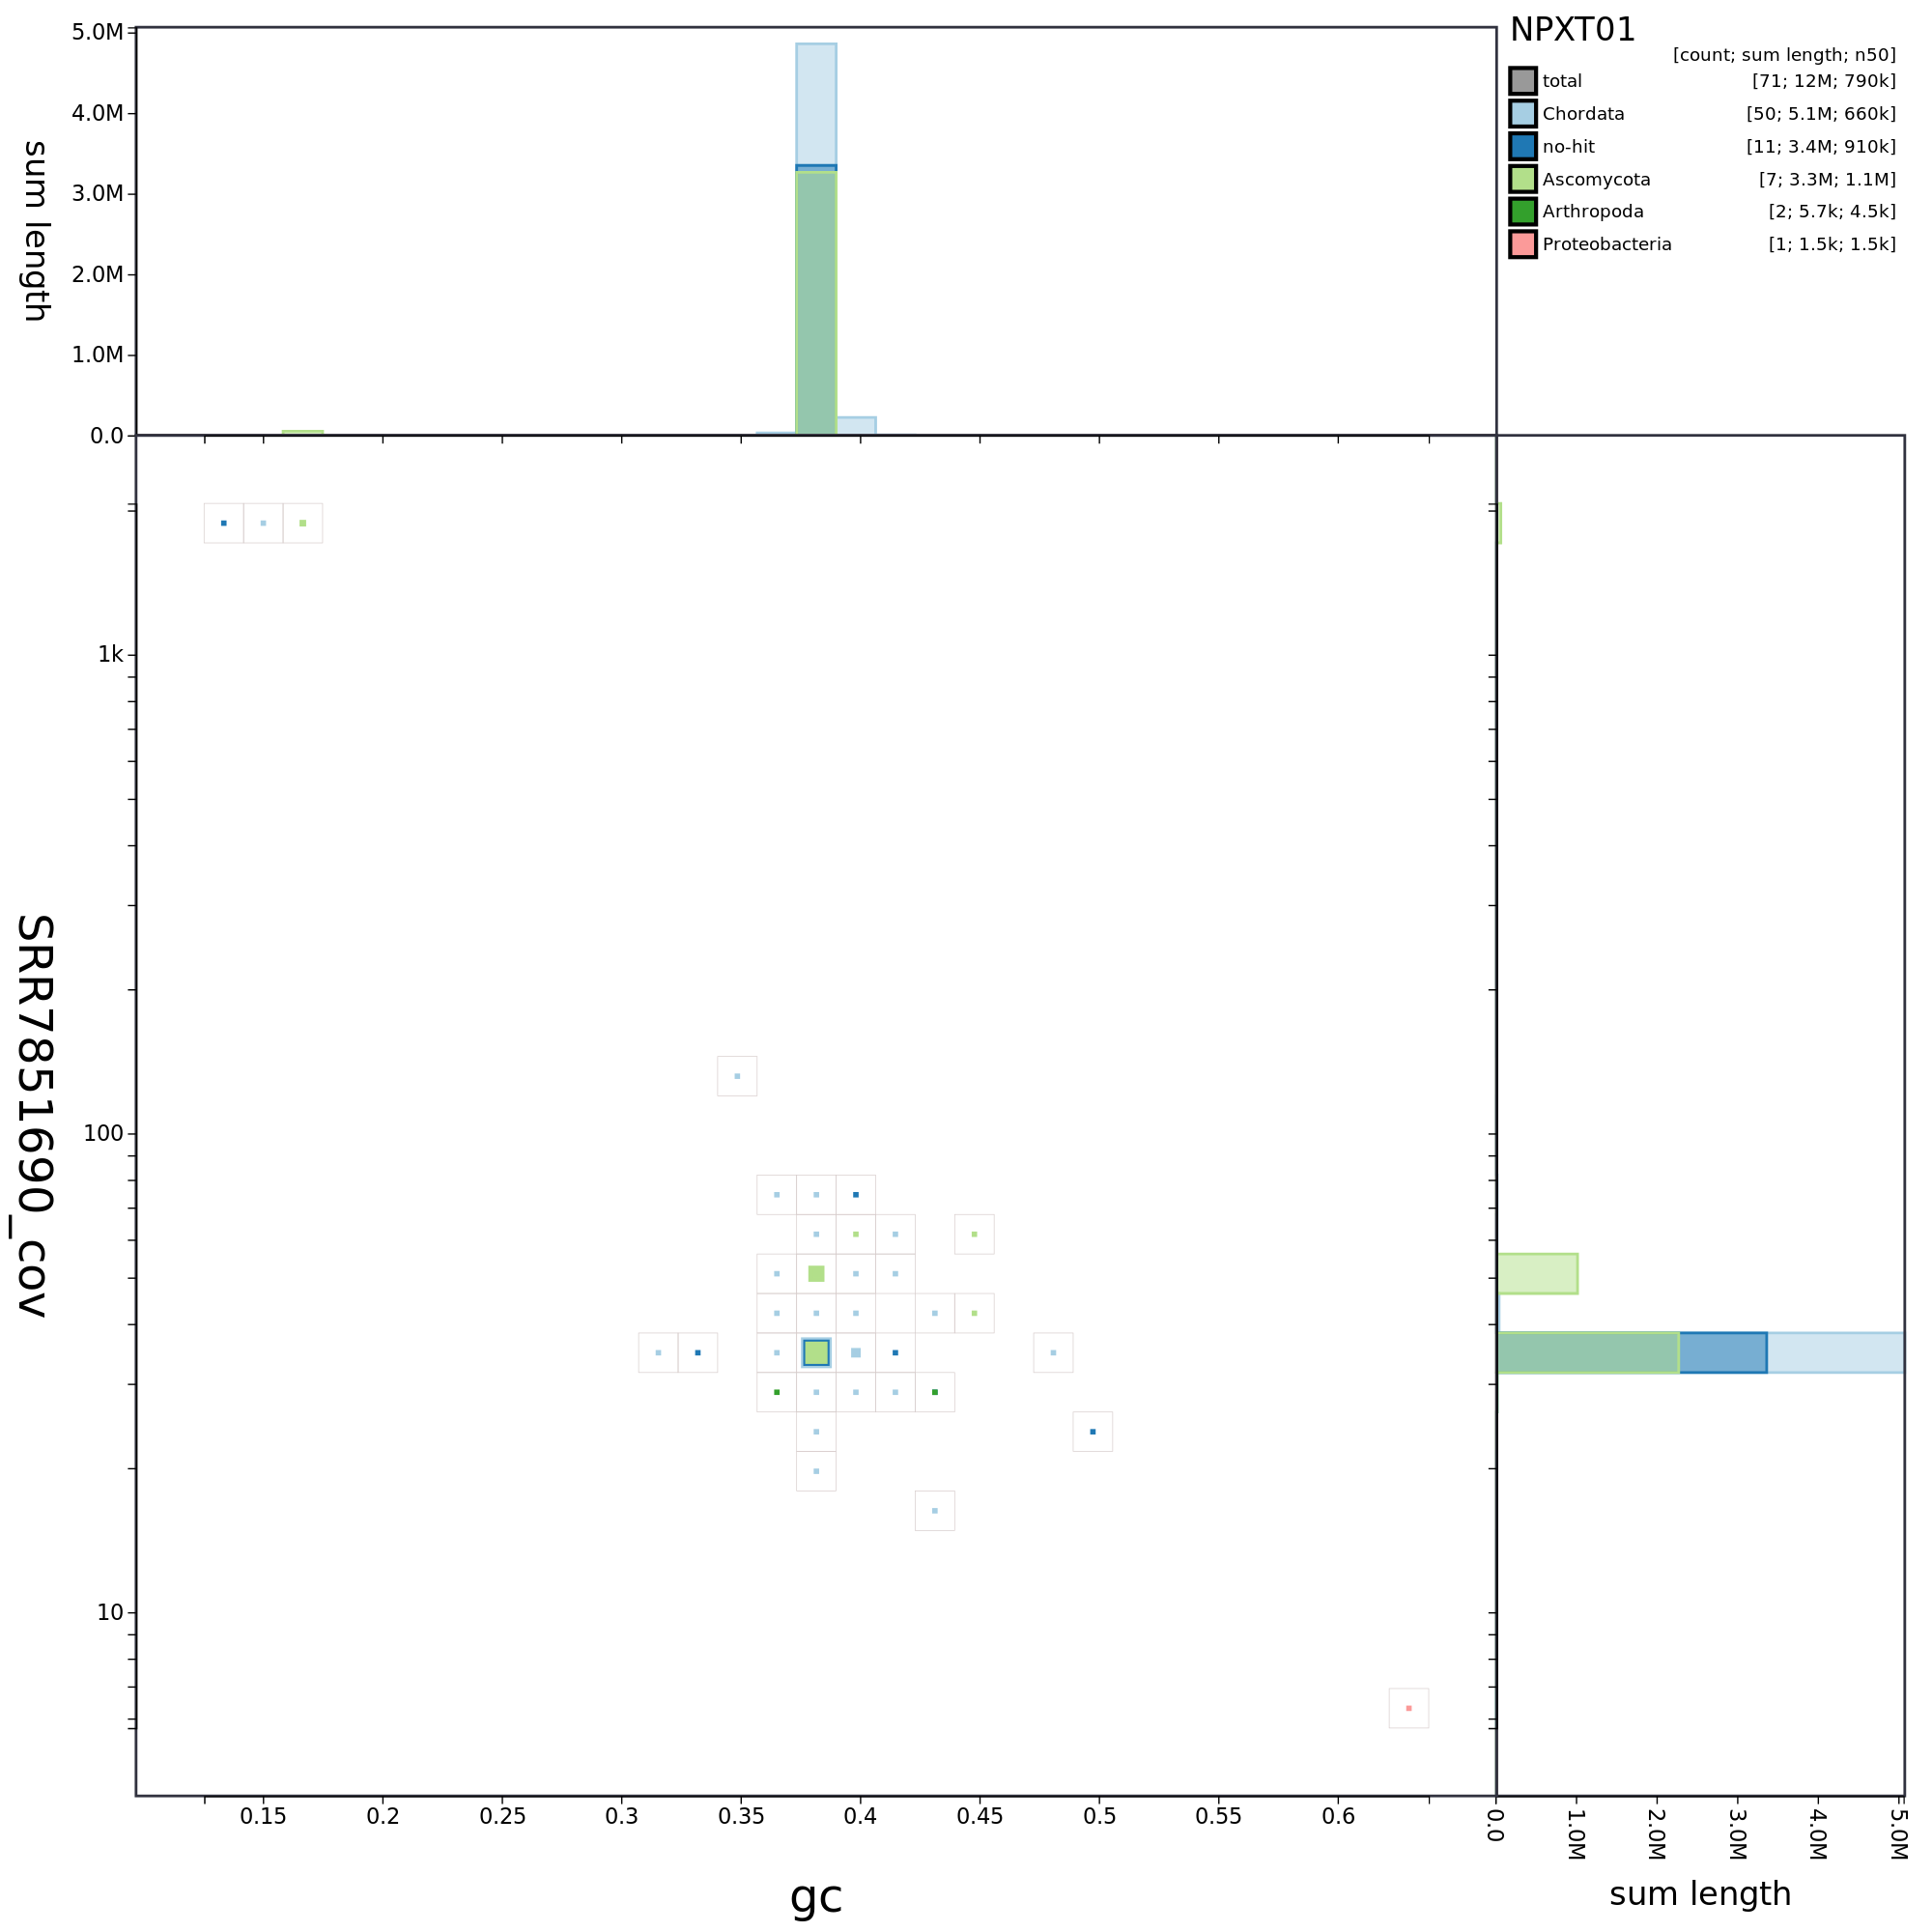 NPXT01
[count; sum length; n50]
total [71; 12M; 790k]
Chordata [50; 5.1M; 660k]
no-hit [11; 3.4M; 910k]
Ascomycota [7; 3.3M; 1.1M]
Arthropoda [2; 5.7k; 4.5k]
Proteobacteria [1; 1.5k; 1.5k]
sum length
5.0M
4.0M
3.0M
2.0M
1.0M
0.0
SRR7851690_cov
1k
100
10
0.15 0.2 0.25 0.3 0.35 0.4 0.45 0.5 0.55 0.6
gc
0.0 1.0M 2.0M 3.0M 4.0M 5.0M
sum length